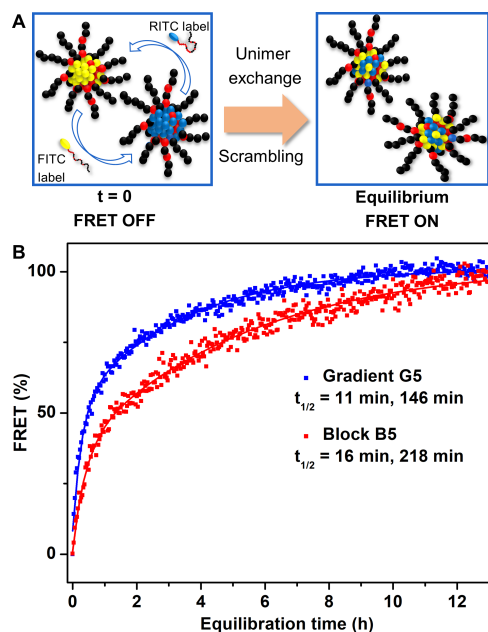 A
RITC label
FITC
label
t = 0
FRET OFF
Unimer
exchange
Scrambling
Equilibrium
FRET ON
B
FRET (%)
100
50
0
Gradient G5
t1/2 = 11 min, 146 min
Block B5
t1/2 = 16 min, 218 min
0 2 4 6 8 10 12
Equilibration time (h)